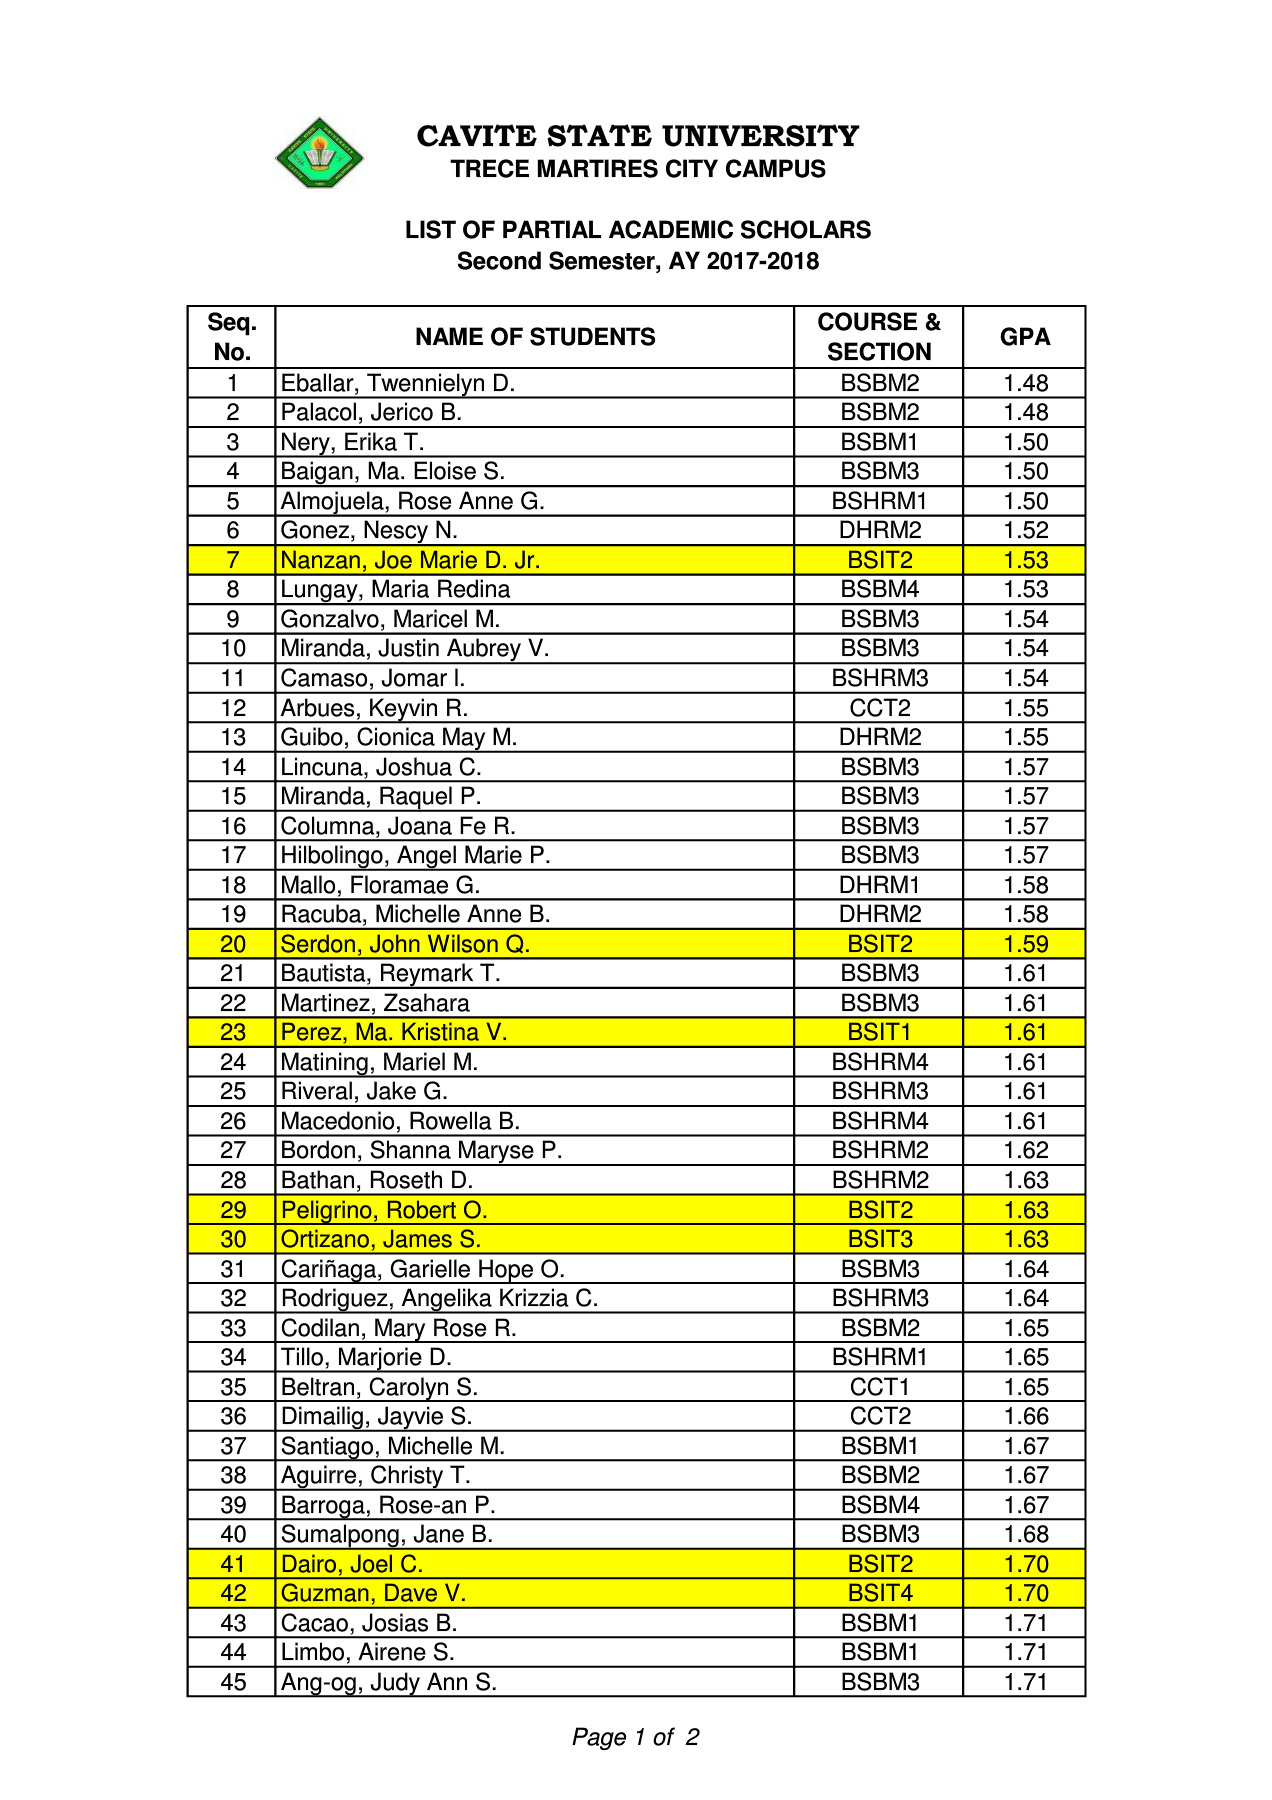 CAVITE STATE UNIVERSITY
TRECE MARTIRES CITY CAMPUS
LIST OF PARTIAL ACADEMIC SCHOLARS
Second Semester, AY 2017-2018
Seq. No. NAME OF STUDENTS COURSE & SECTION GPA
1 Eballar, Twennielyn D. BSBM2 1.48
2 Palacol, Jerico B. BSBM2 1.48
3 Nery, Erika T. BSBM1 1.50
4 Baigan, Ma. Eloise S. BSBM3 1.50
5 Almojuela, Rose Anne G. BSHRM1 1.50
6 Gonez, Nescy N. DHRM2 1.52
7 Nanzan, Joe Marie D. Jr. BSIT2 1.53
8 Lungay, Maria Redina BSBM4 1.53
9 Gonzalvo, Maricel M. BSBM3 1.54
10 Miranda, Justin Aubrey V. BSBM3 1.54
11 Camaso, Jomar I. BSHRM3 1.54
12 Arbues, Keyvin R. CCT2 1.55
13 Guibo, Cionica May M. DHRM2 1.55
14 Lincuna, Joshua C. BSBM3 1.57
15 Miranda, Raquel P. BSBM3 1.57
16 Columna, Joana Fe R. BSBM3 1.57
17 Hilbolingo, Angel Marie P. BSBM3 1.57
18 Mallo, Floramae G. DHRM1 1.58
19 Racuba, Michelle Anne B. DHRM2 1.58
20 Serdon, John Wilson Q. BSIT2 1.59
21 Bautista, Reymark T. BSBM3 1.61
22 Martinez, Zsahara BSBM3 1.61
23 Perez, Ma. Kristina V. BSIT1 1.61
24 Matining, Mariel M. BSHRM4 1.61
25 Riveral, Jake G. BSHRM3 1.61
26 Macedonio, Rowella B. BSHRM4 1.61
27 Bordon, Shanna Maryse P. BSHRM2 1.62
28 Bathan, Roseth D. BSHRM2 1.63
29 Peligrino, Robert O. BSIT2 1.63
30 Ortizano, James S. BSIT3 1.63
31 Cariñaga, Garielle Hope O. BSBM3 1.64
32 Rodriguez, Angelika Krizzia C. BSHRM3 1.64
33 Codilan, Mary Rose R. BSBM2 1.65
34 Tillo, Marjorie D. BSHRM1 1.65
35 Beltran, Carolyn S. CCT1 1.65
36 Dimailig, Jayvie S. CCT2 1.66
37 Santiago, Michelle M. BSBM1 1.67
38 Aguirre, Christy T. BSBM2 1.67
39 Barroga, Rose-an P. BSBM4 1.67
40 Sumalpong, Jane B. BSBM3 1.68
41 Dairo, Joel C. BSIT2 1.70
42 Guzman, Dave V. BSIT4 1.70
43 Cacao, Josias B. BSBM1 1.71
44 Limbo, Airene S. BSBM1 1.71
45 Ang-og, Judy Ann S. BSBM3 1.71
Page 1 of 2